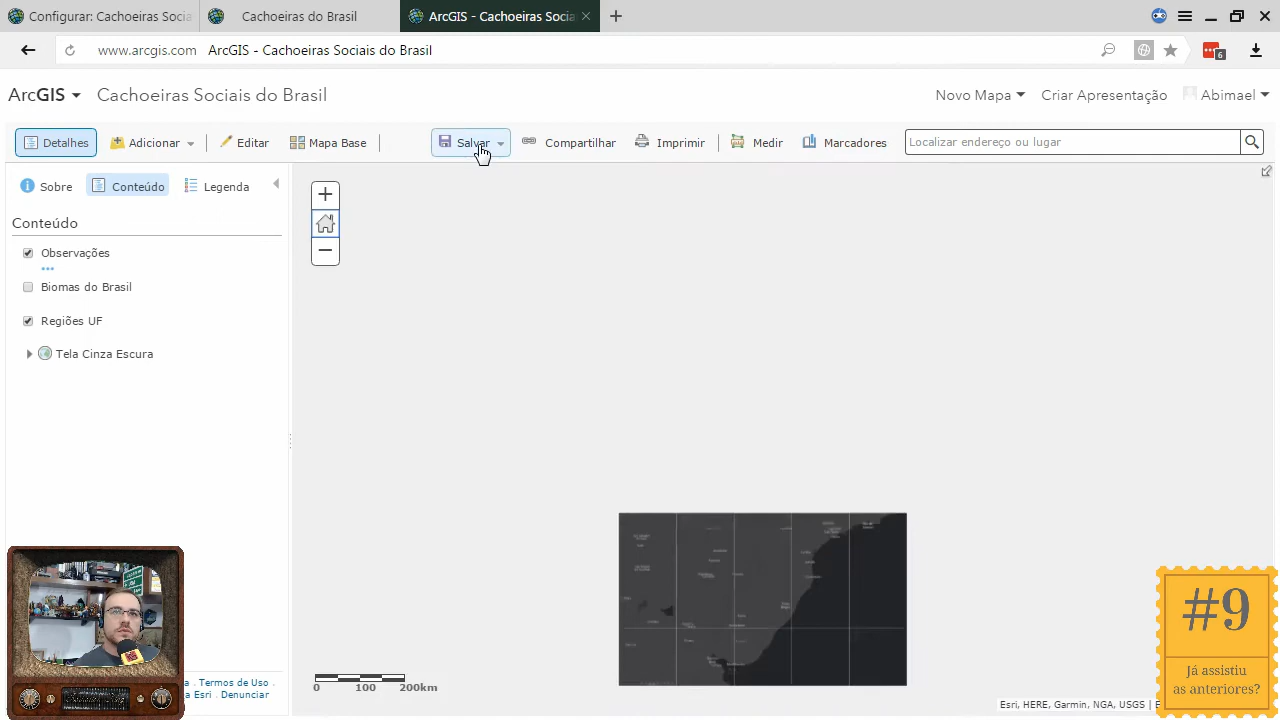 Configurar: Cachoeiras Socia
Cachoeiras do Brasil
ArcGIS - Cachoeiras Socia
www.arcgis.com ArcGIS - Cachoeiras Sociais do Brasil
6
ArcGIS Cachoeiras Sociais do Brasil
Novo Mapa Criar Apresentação Abimael
Detalhes Adicionar Editar Mapa Base Salvar Compartilhar Imprimir Medir Marcadores Localizar endereço ou lugar
Sobre Conteúdo Legenda
Conteúdo
Observações
Biomas do Brasil
Regiões UF
Tela Cinza Escura
Termos de Uso
a Esri . Denunciar
0 100 200km
Esri, HERE, Garmin, NGA, USGS |
#9
Já assistiu
as anteriores?